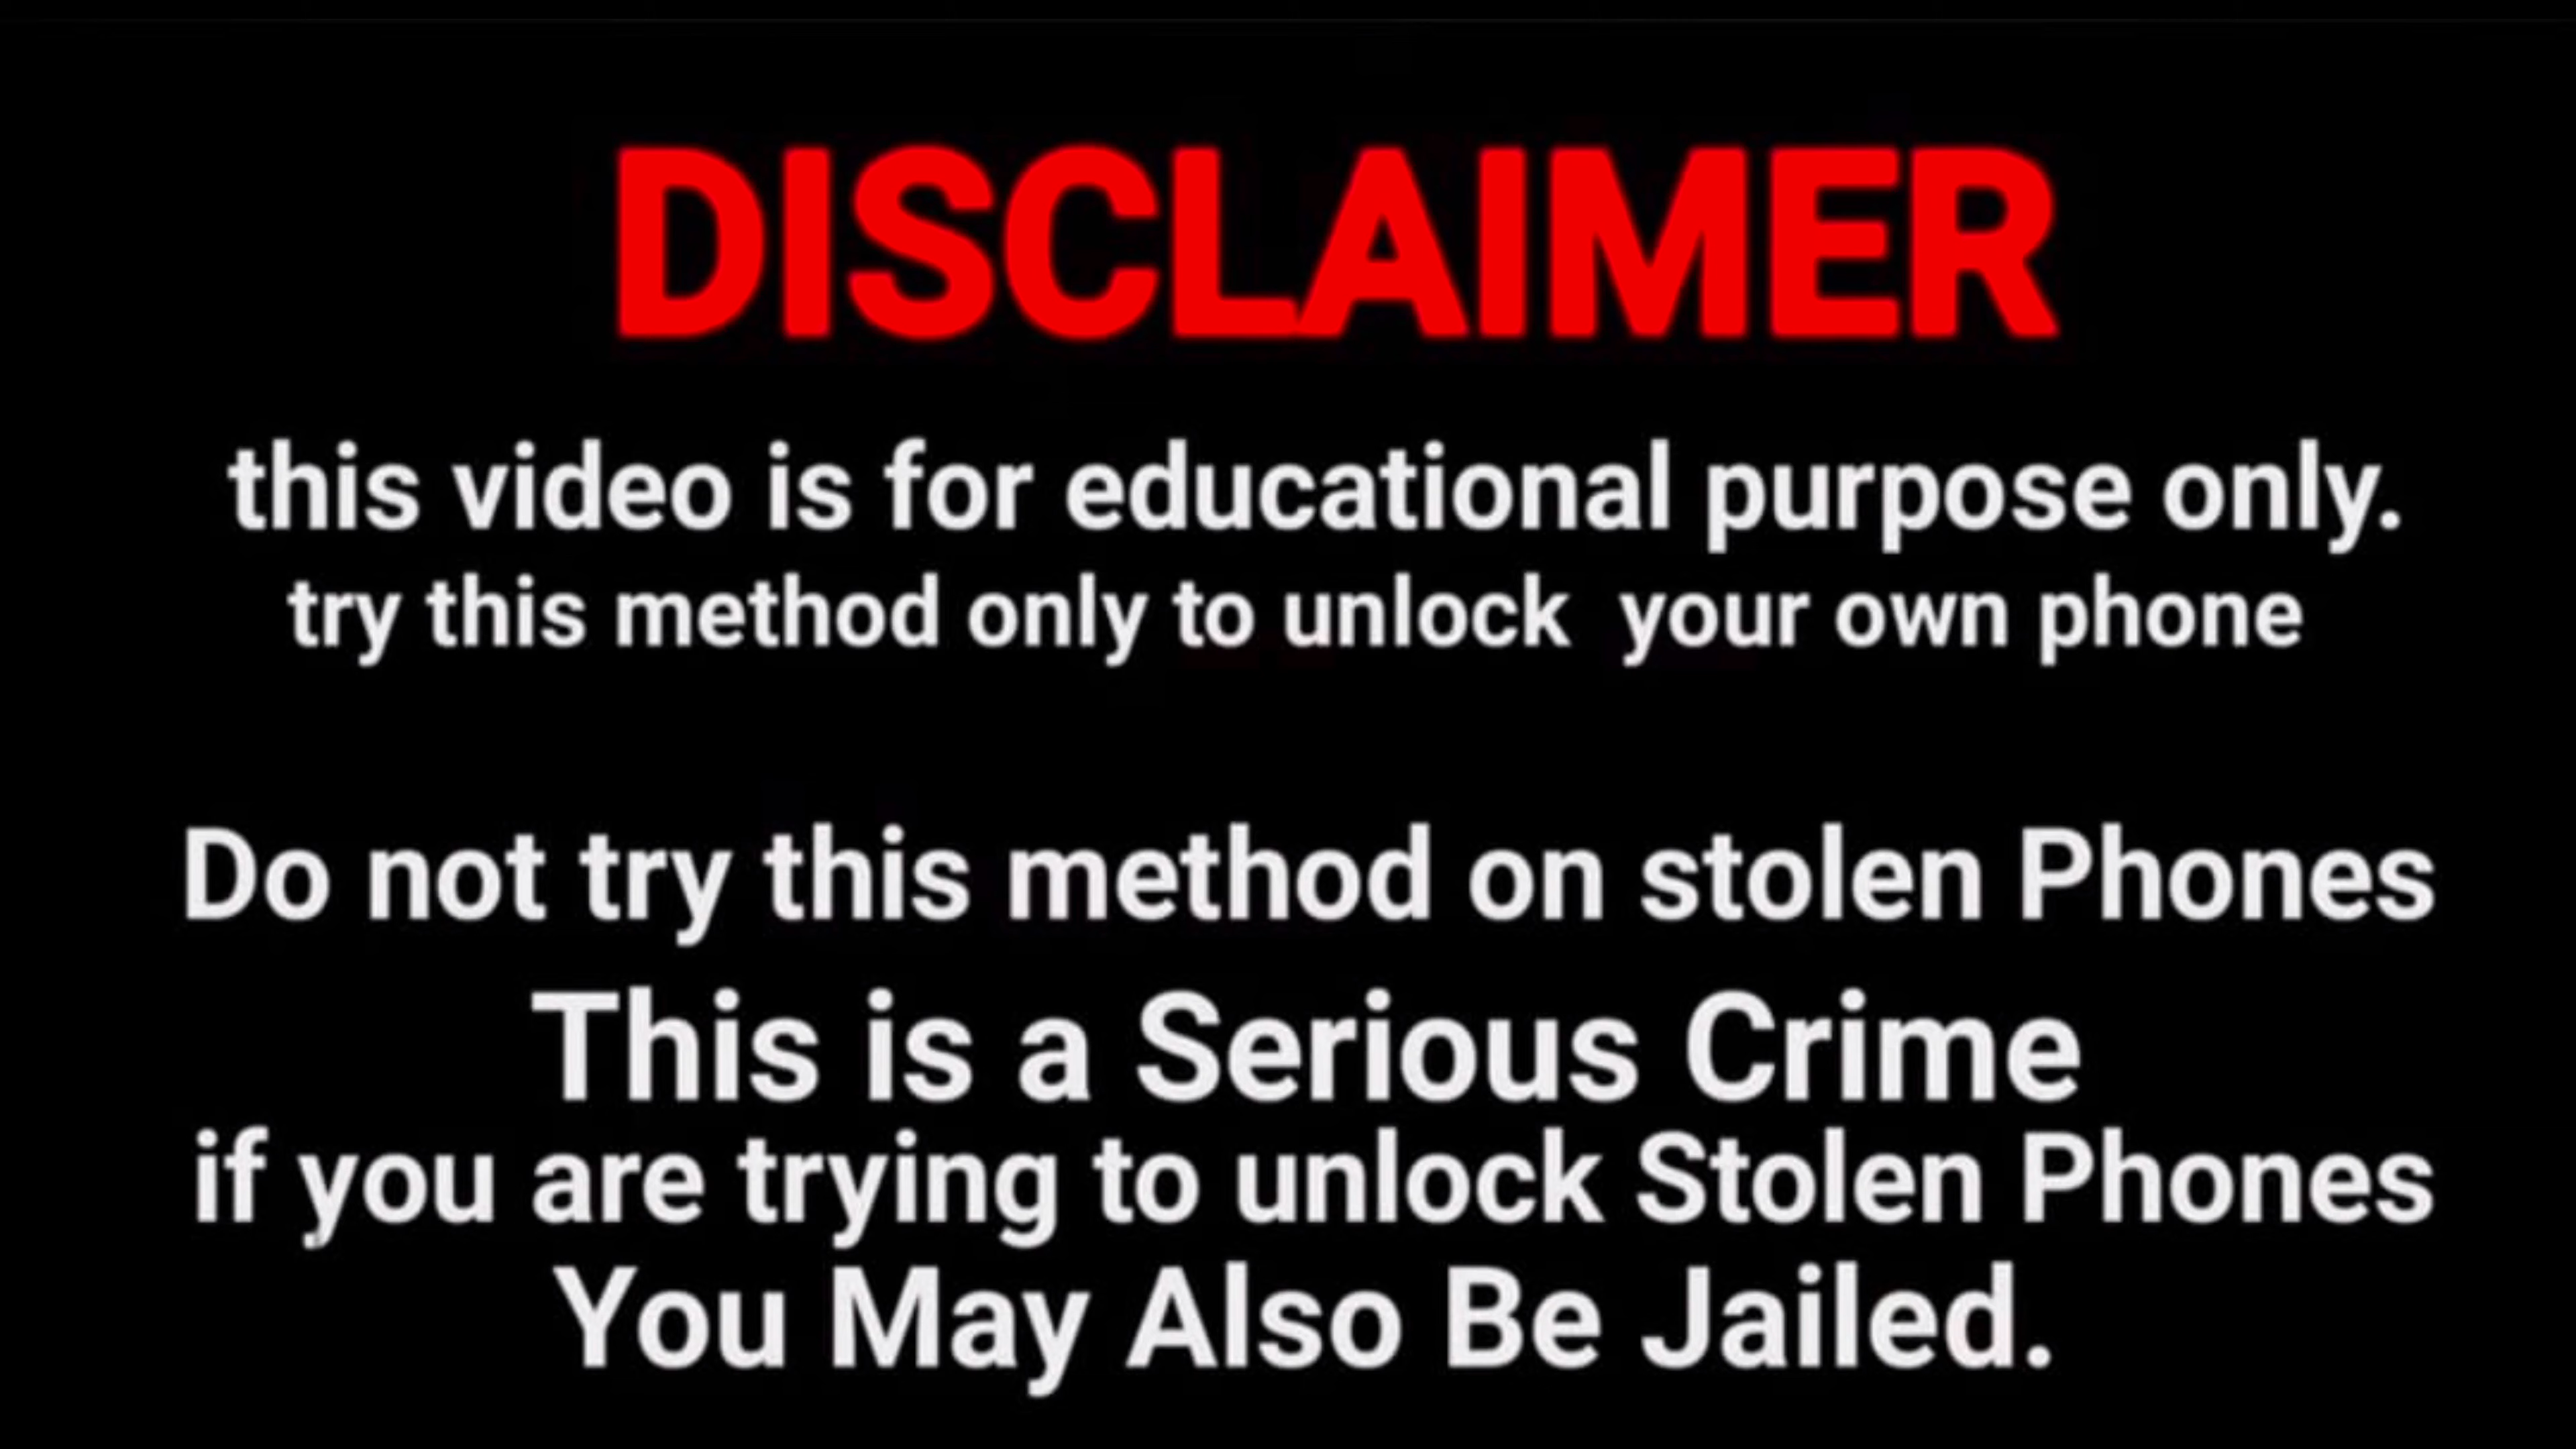 DISCLAIMER
this video is for educational purpose only.
try this method only to unlock your own phone
Do not try this method on stolen Phones
This is a Serious Crime
if you are trying to unlock Stolen Phones
You May Also Be Jailed.